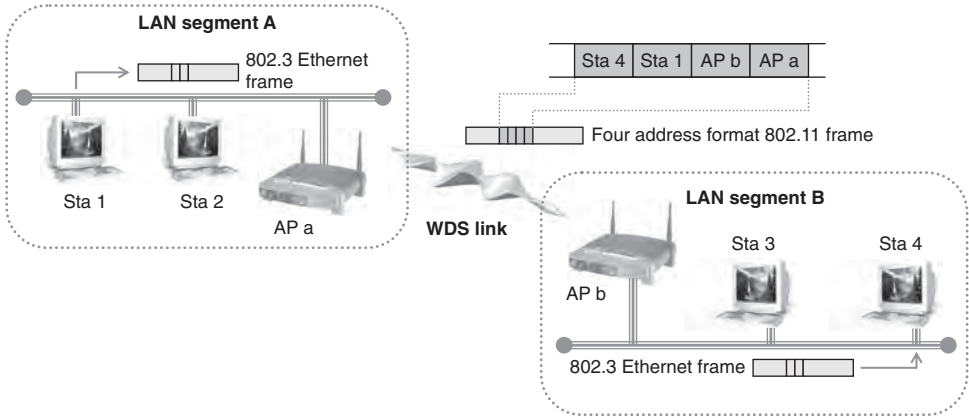 LAN segment A
802.3 Ethernet
frame
Sta 1
Sta 2
AP a
Sta 4 Sta 1 AP b AP a
Four address format 802.11 frame
WDS link
LAN segment B
Sta 3
Sta 4
AP b
802.3 Ethernet frame